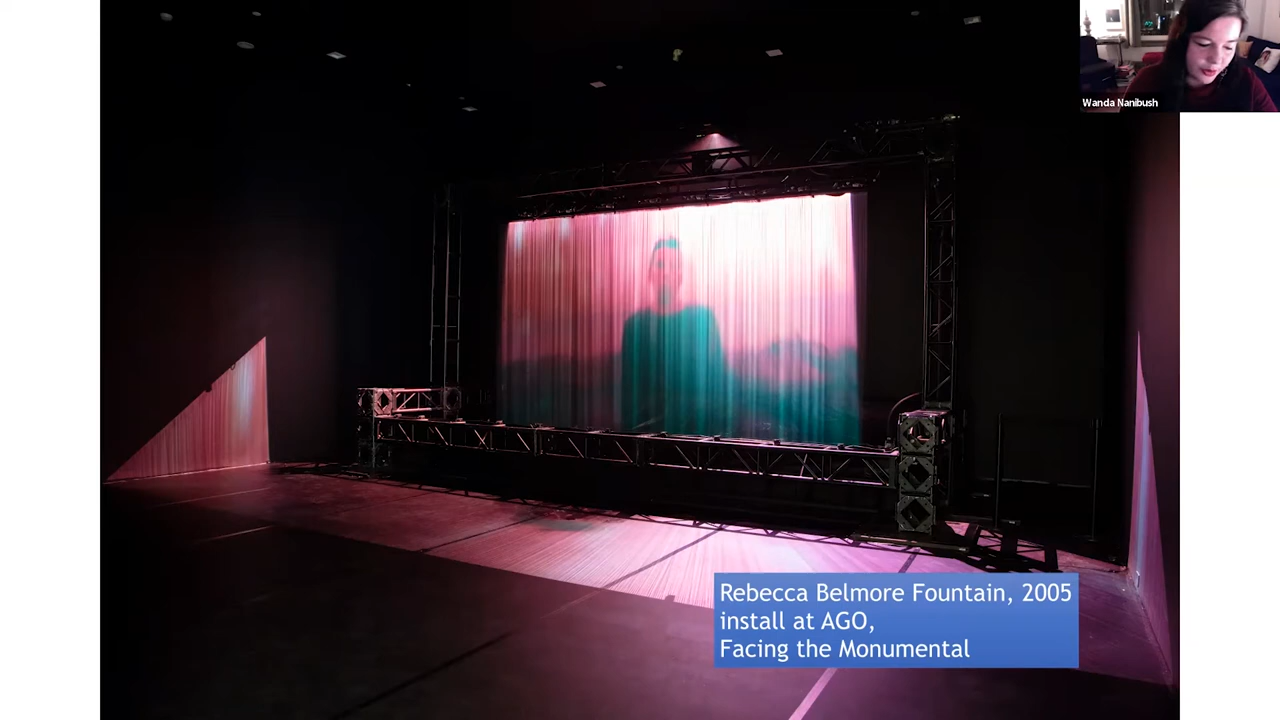 Wanda Nanibush
Rebecca Belmore Fountain, 2005
install at AGO,
Facing the Monumental